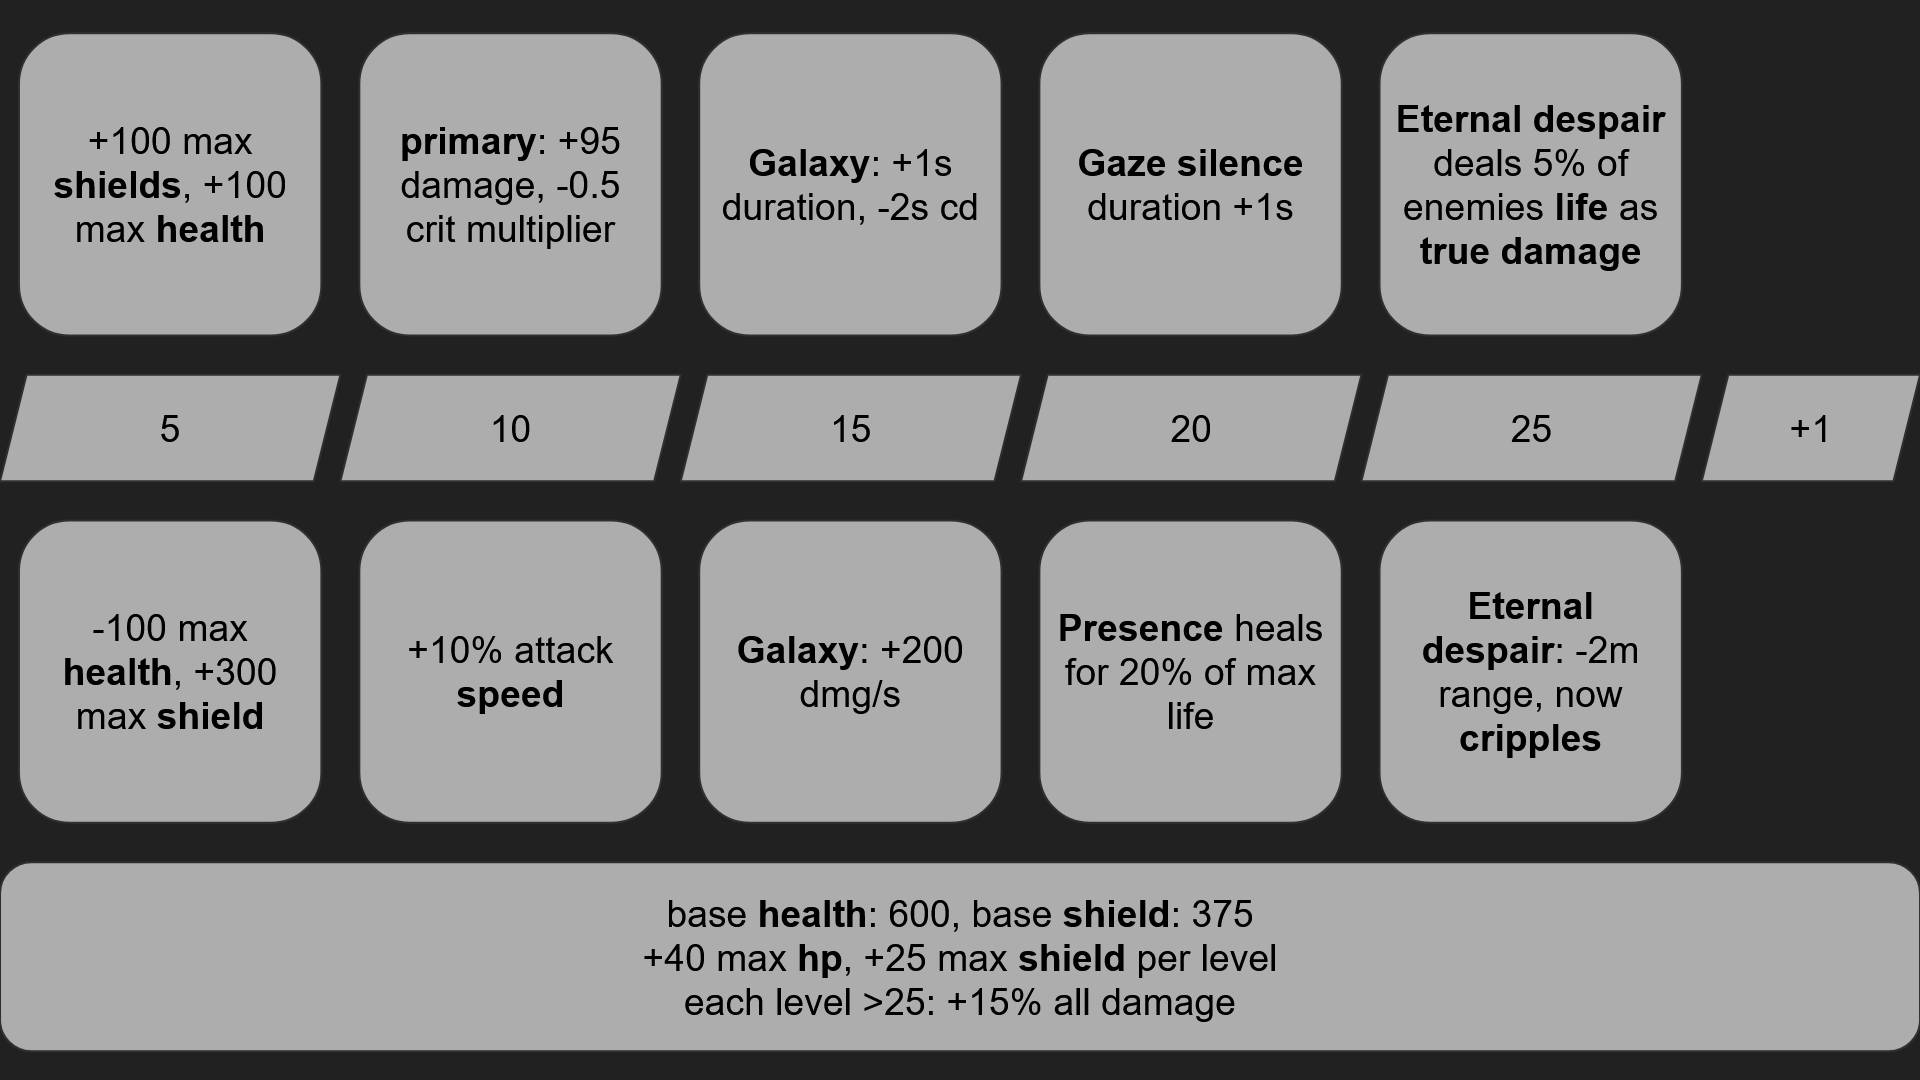 +100 max
shields, +100
max health
primary: +95
damage, -0.5
crit multiplier
Galaxy: +1s
duration, -2s cd
Gaze silence
duration +1s
Eternal despair
deals 5% of
enemies life as
true damage
5
10
15
20
25
+1
-100 max
health, +300
max shield
+10% attack
speed
Galaxy: +200
dmg/s
Presence heals
for 20% of max
life
Eternal
despair: -2m
range, now
cripples
base health: 600, base shield: 375
+40 max hp, +25 max shield per level
each level >25: +15% all damage